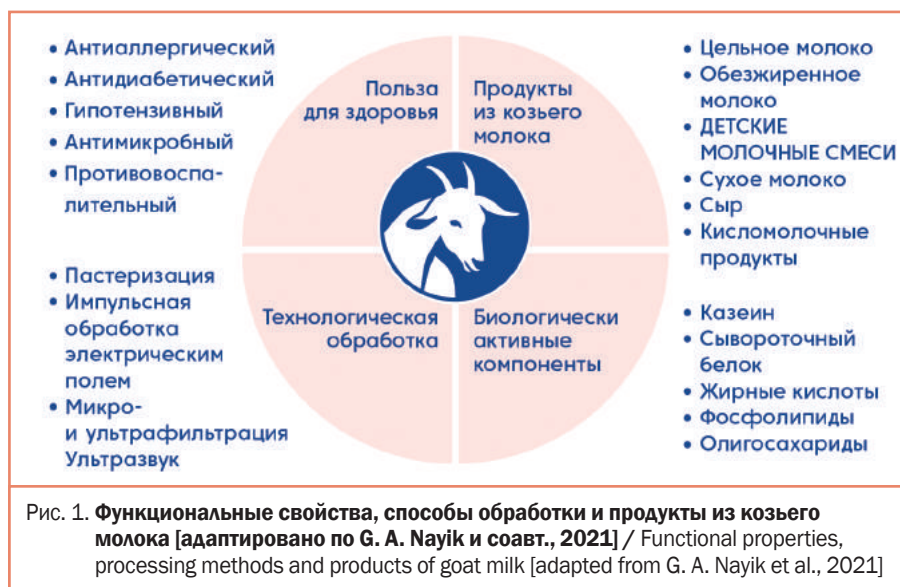 • Антиаллергический
• Антидиабетический
• Гипотензивный
• Антимикробный
• Противовоспа-
лительный
Польза
для здоровья
Продукты
из козьего
молока
• Цельное молоко
• Обезжиренное
молоко
• ДЕТСКИЕ
МОЛОЧНЫЕ СМЕСИ
• Сухое молоко
• Сыр
• Кисломолочные
продукты
• Пастеризация
• Импульсная
обработка
электрическим
полем
• Микро-
и ультрафильтрация
Ультразвук
Технологическая
обработка
Биологически
активные
компоненты
• Казеин
• Сывороточный
белок
• Жирные кислоты
• Фосфолипиды
• Олигосахариды
Рис. 1. Функциональные свойства, способы обработки и продукты из козьего
молока [адаптировано по G. A. Nayik и соавт., 2021] / Functional properties,
processing methods and products of goat milk [adapted from G. A. Nayik et al., 2021]